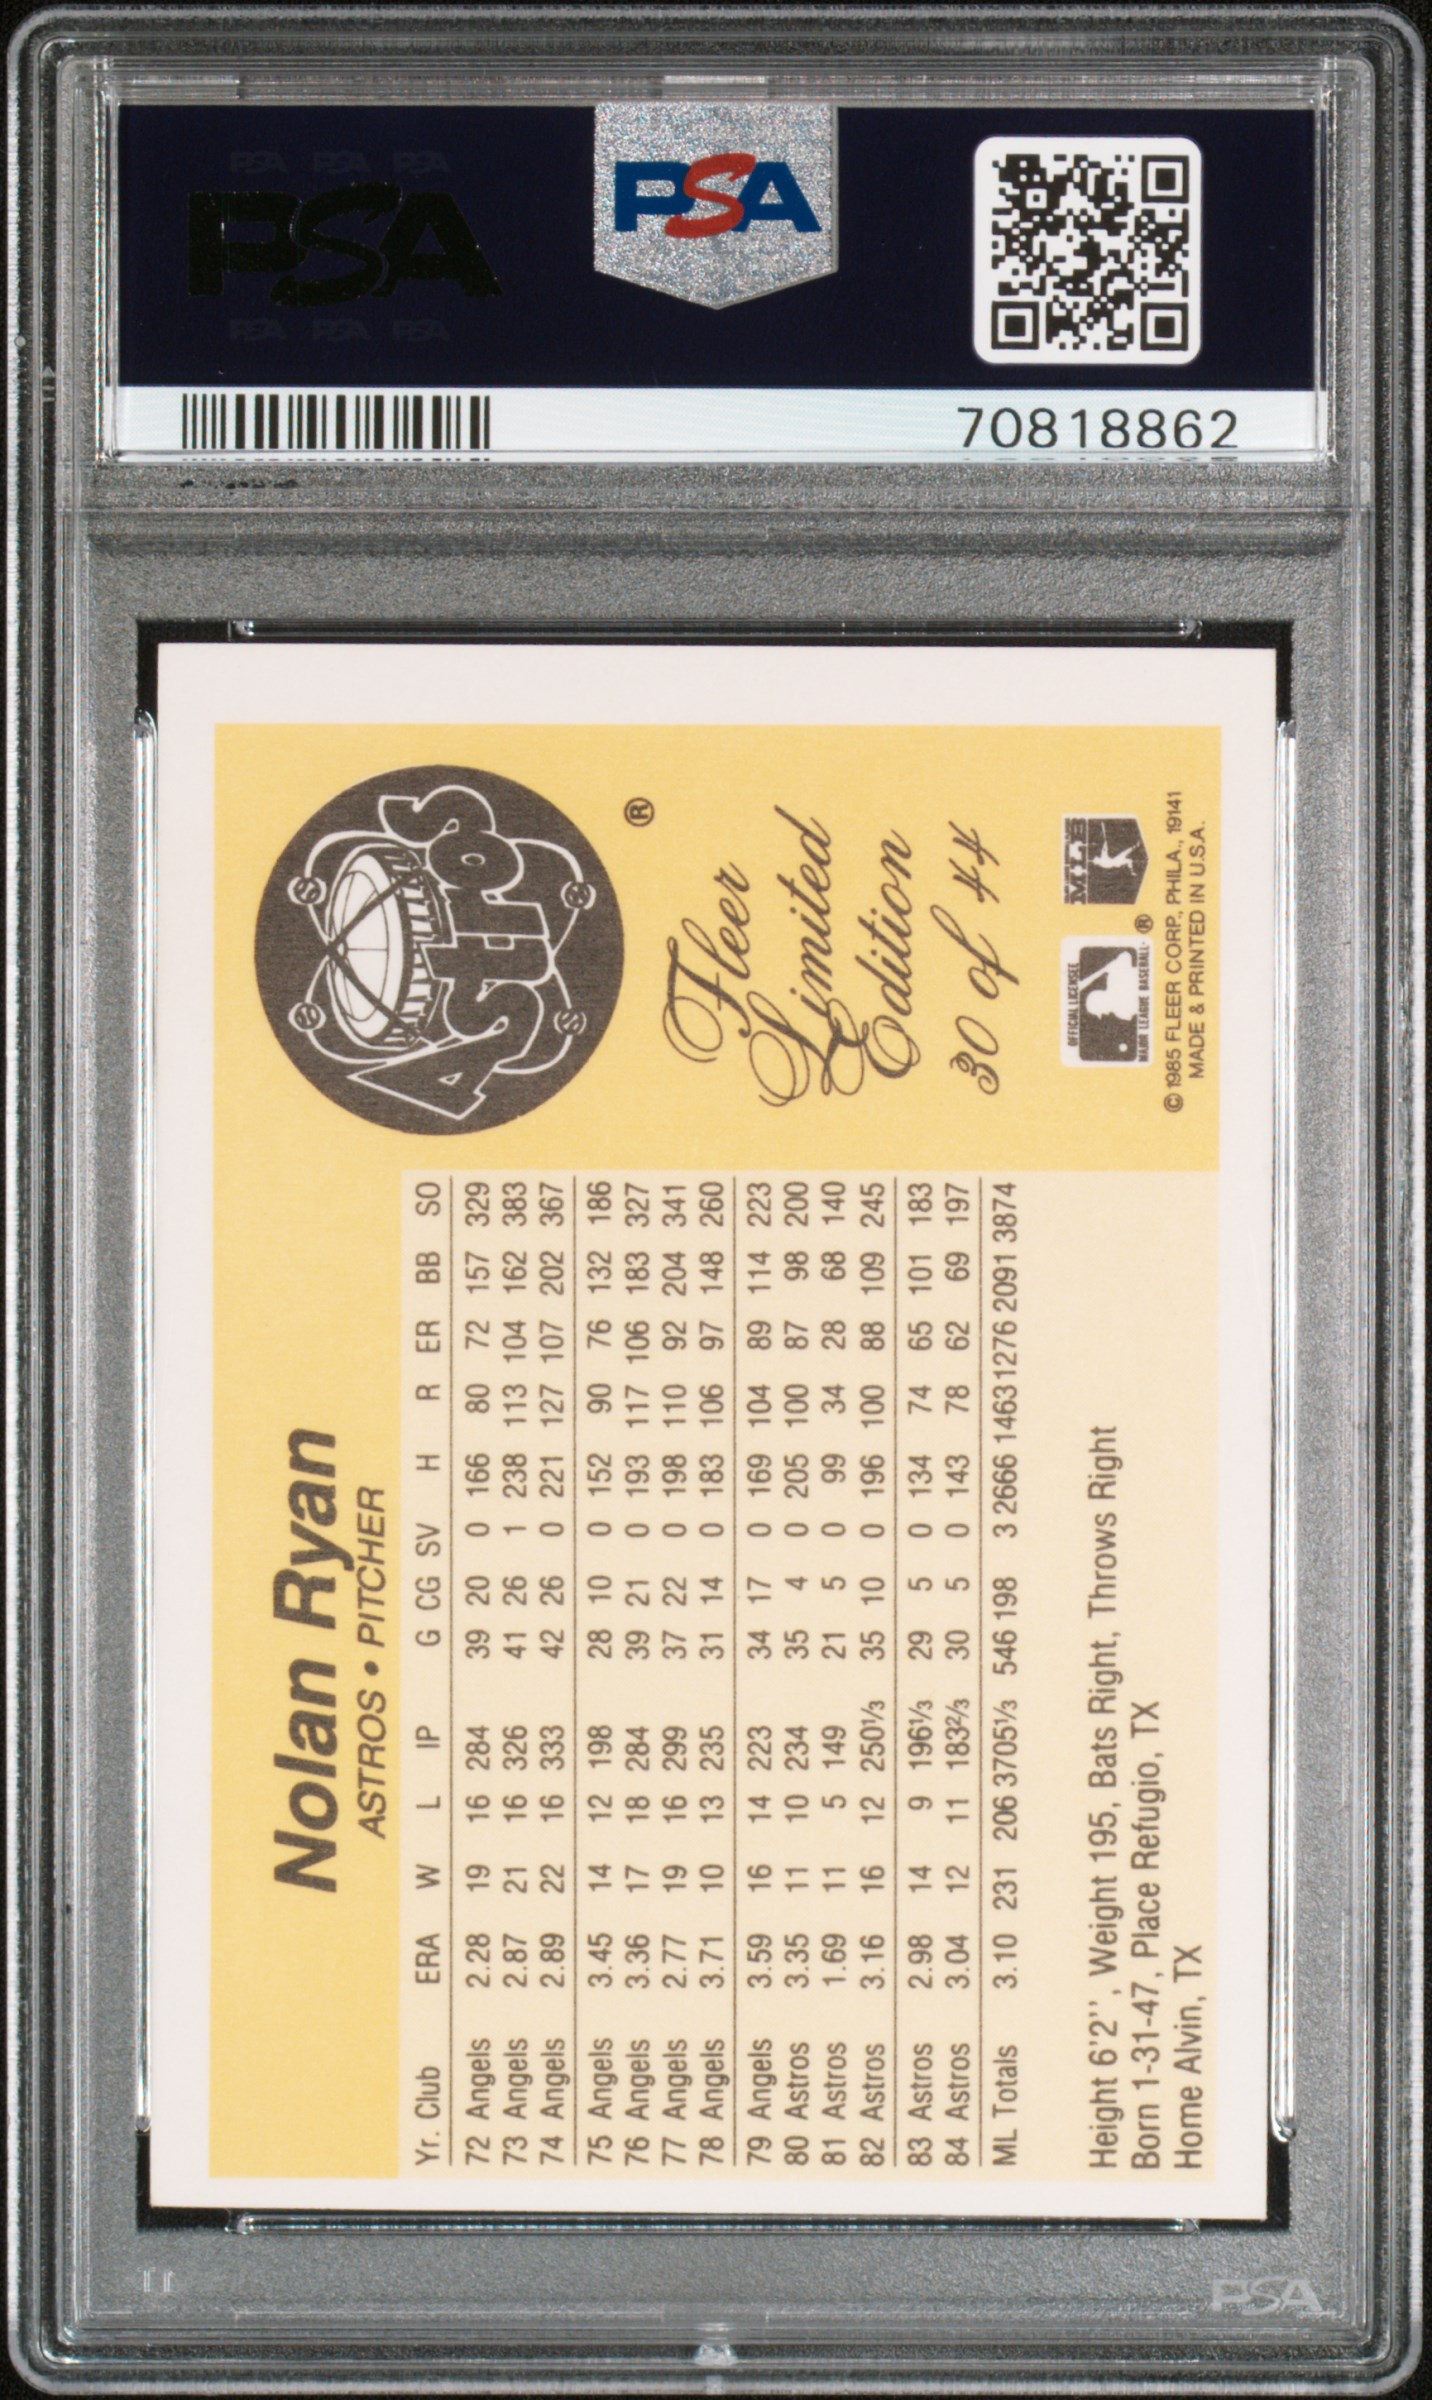 PSA PSA PSA
PSA
PSA PSA PSA
PSA
70818862
Nolan Ryan
ASTROS • PITCHER
Yr. Club ERA W L IP G CG SV H R ER BB SO
72 Angels 2.28 19 16 284 39 20 0 166 80 72 157 329
73 Angels 2.87 21 16 326 41 26 1 238 113 104 162 383
74 Angels 2.89 22 16 333 42 26 0 221 127 107 202 367
75 Angels 3.45 14 12 198 28 10 0 152 90 76 132 186
76 Angels 3.36 17 18 284 39 21 0 193 117 106 183 327
77 Angels 2.77 19 16 299 37 22 0 198 110 92 204 341
78 Angels 3.71 10 13 235 31 14 0 183 106 97 148 260
79 Angels 3.59 16 14 223 34 17 0 169 104 89 114 223
80 Astros 3.35 11 10 234 35 4 0 205 100 87 98 200
81 Astros 1.69 11 5 149 21 5 0 99 34 28 68 140
82 Astros 3.16 16 12 250⅓ 35 10 0 196 100 88 109 245
83 Astros 2.98 14 9 196⅓ 29 5 0 134 74 65 101 183
84 Astros 3.04 12 11 183⅔ 30 5 0 143 78 62 69 197
ML Totals 3.10 231 206 3705⅓ 546 198 3 2666 1463 1276 2091 3874
Height 6'2'', Weight 195, Bats Right, Throws Right
Born 1-31-47, Place Refugio, TX
Home Alvin, TX
ASTROS
®
Fleer
Limited
Edition
30 of 44
OFFICIAL LICENSEE
MAJOR LEAGUE BASEBALL ®
MLB
© 1985 FLEER CORP., PHILA., 19141
MADE & PRINTED IN U.S.A.
PSA